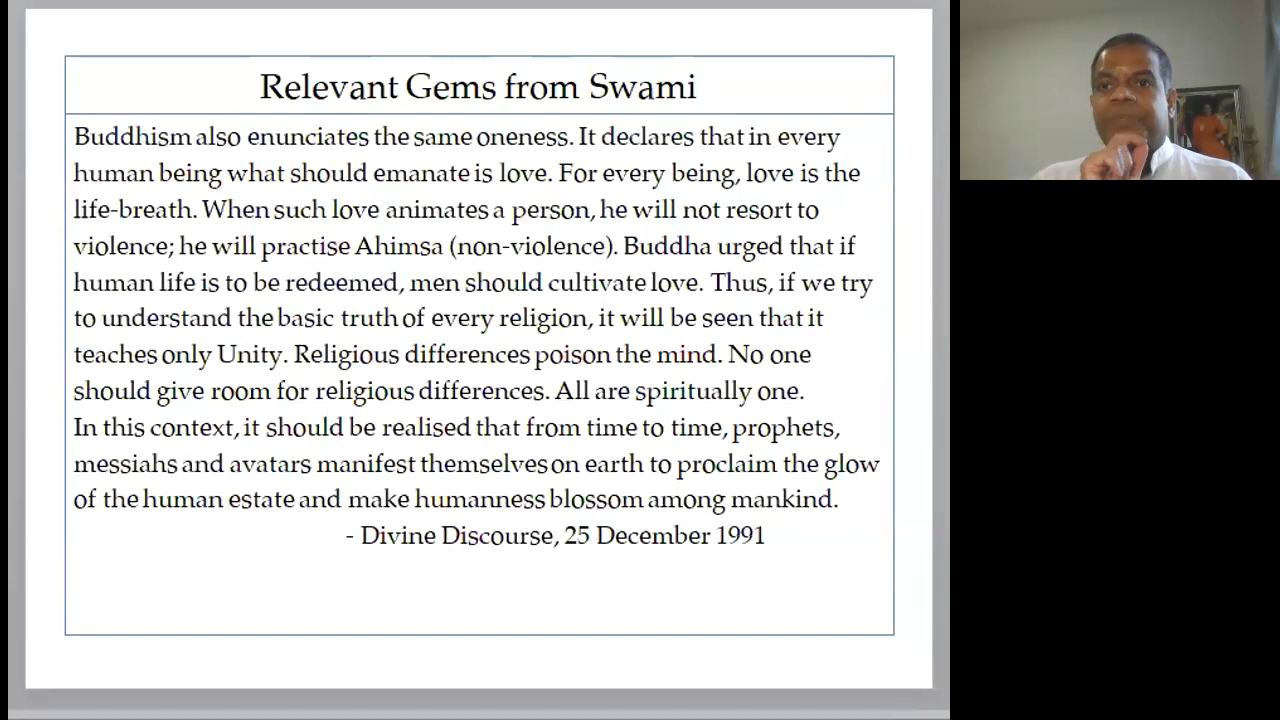 Relevant Gems from Swami
Buddhism also enunciates the same oneness. It declares that in every
human being what should emanate is love. For every being, love is the
life-breath. When such love animates a person, he will not resort to
violence; he will practise Ahimsa (non-violence). Buddha urged that if
human life is to be redeemed, men should cultivate love. Thus, if we try
to understand the basic truth of every religion, it will be seen that it
teaches only Unity. Religious differences poison the mind. No one
should give room for religious differences. All are spiritually one.
In this context, it should be realised that from time to time, prophets,
messiahs and avatars manifest themselves on earth to proclaim the glow
of the human estate and make humanness blossom among mankind.
- Divine Discourse, 25 December 1991